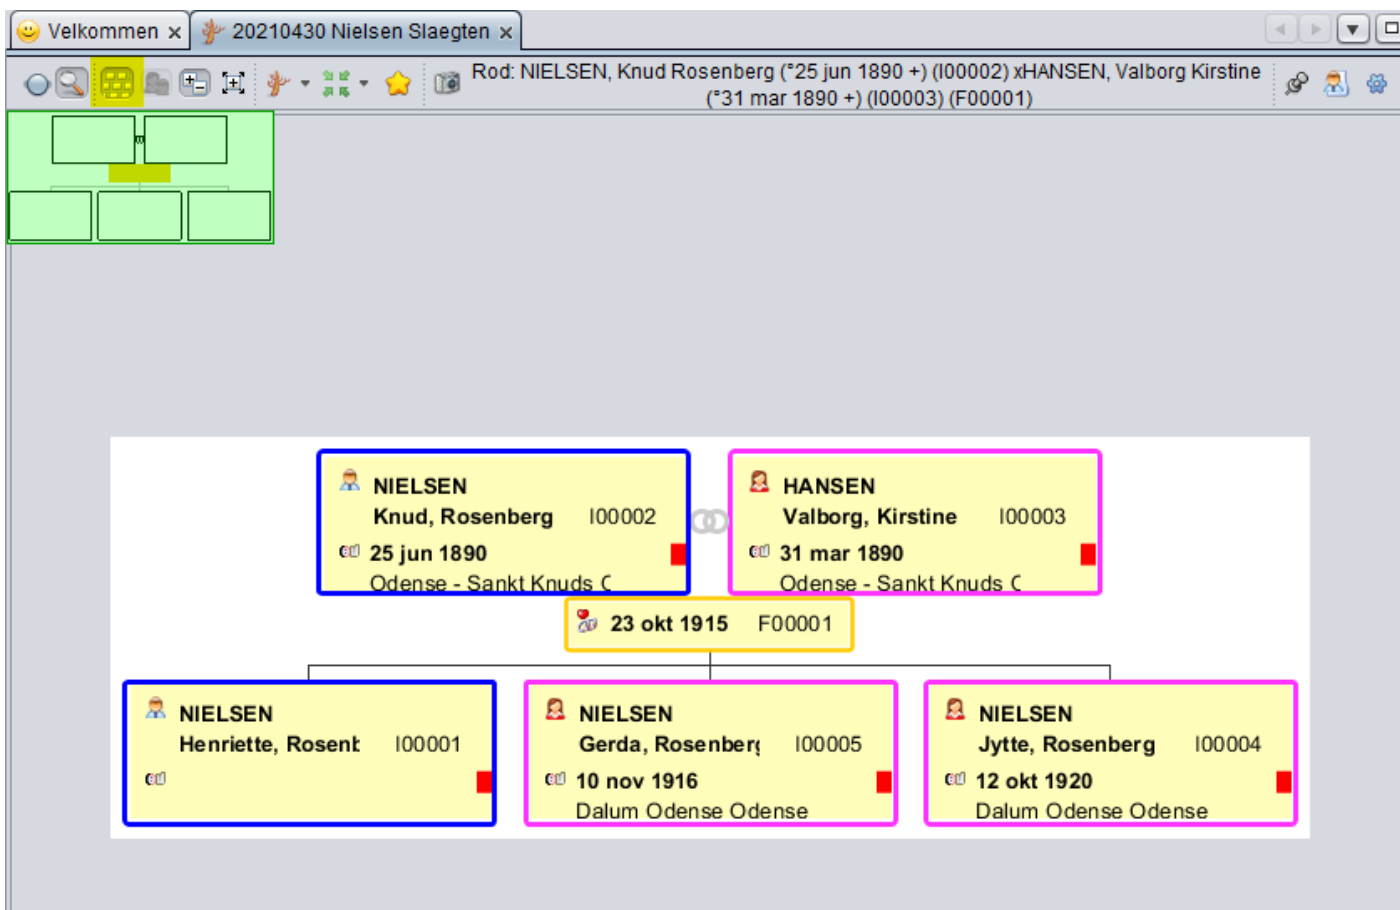 Velkommen
20210430 Nielsen Slaegten
Rod: NIELSEN, Knud Rosenberg (*25 jun 1890 +) (I00002) xHANSEN, Valborg Kirstine
(*31 mar 1890 +) (I00003) (F00001)
NIELSEN
Knud, Rosenberg I00002
25 jun 1890
Odense - Sankt Knuds
HANSEN
Valborg, Kirstine I00003
31 mar 1890
Odense - Sankt Knuds
23 okt 1915 F00001
NIELSEN
Henriette, I00001
NIELSEN
Gerda, Rosenberg I00005
10 nov 1916
Dalum Odense Odense
NIELSEN
Jytte, Rosenberg I00004
12 okt 1920
Dalum Odense Odense